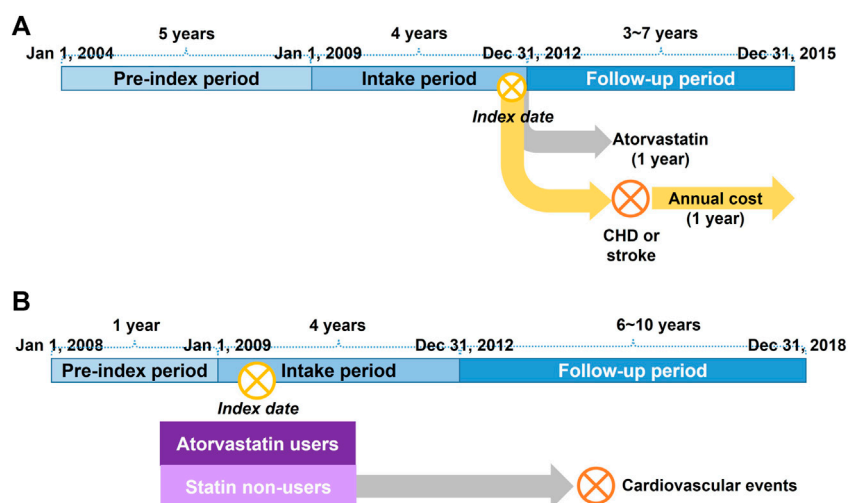 A
5 years
4 years
3~7 years
Jan 1, 2004
Jan 1, 2009
Dec 31, 2012
Dec 31, 2015
Pre-index period
Intake period
Follow-up period
Index date
Atorvastatin
(1 year)
Annual cost
(1 year)
CHD or
stroke
B
1 year
4 years
6~10 years
Jan 1, 2008
Jan 1, 2009
Dec 31, 2012
Dec 31, 2018
Pre-index period
Intake period
Follow-up period
Index date
Atorvastatin users
Statin non-users
Cardiovascular events